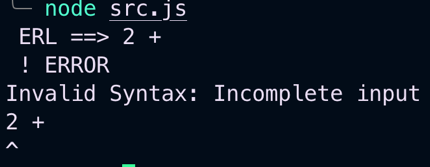 node src.js
ERL ==> 2 +
! ERROR
Invalid Syntax: Incomplete input
2 +
^